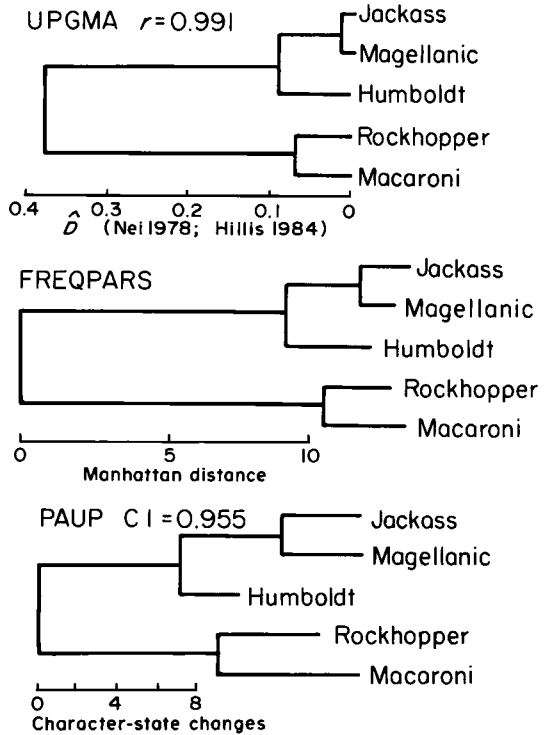 UPGMA r=0.991
Jackass
Magellanic
Humboldt
Rockhopper
Macaroni
0.4 0.3 0.2 0.1 0
D̂ (Nei 1978; Hillis 1984)
FREQPARS
Jackass
Magellanic
Humboldt
Rockhopper
Macaroni
0 5 10
Manhattan distance
PAUP CI=0.955
Jackass
Magellanic
Humboldt
Rockhopper
Macaroni
0 4 8
Character-state changes